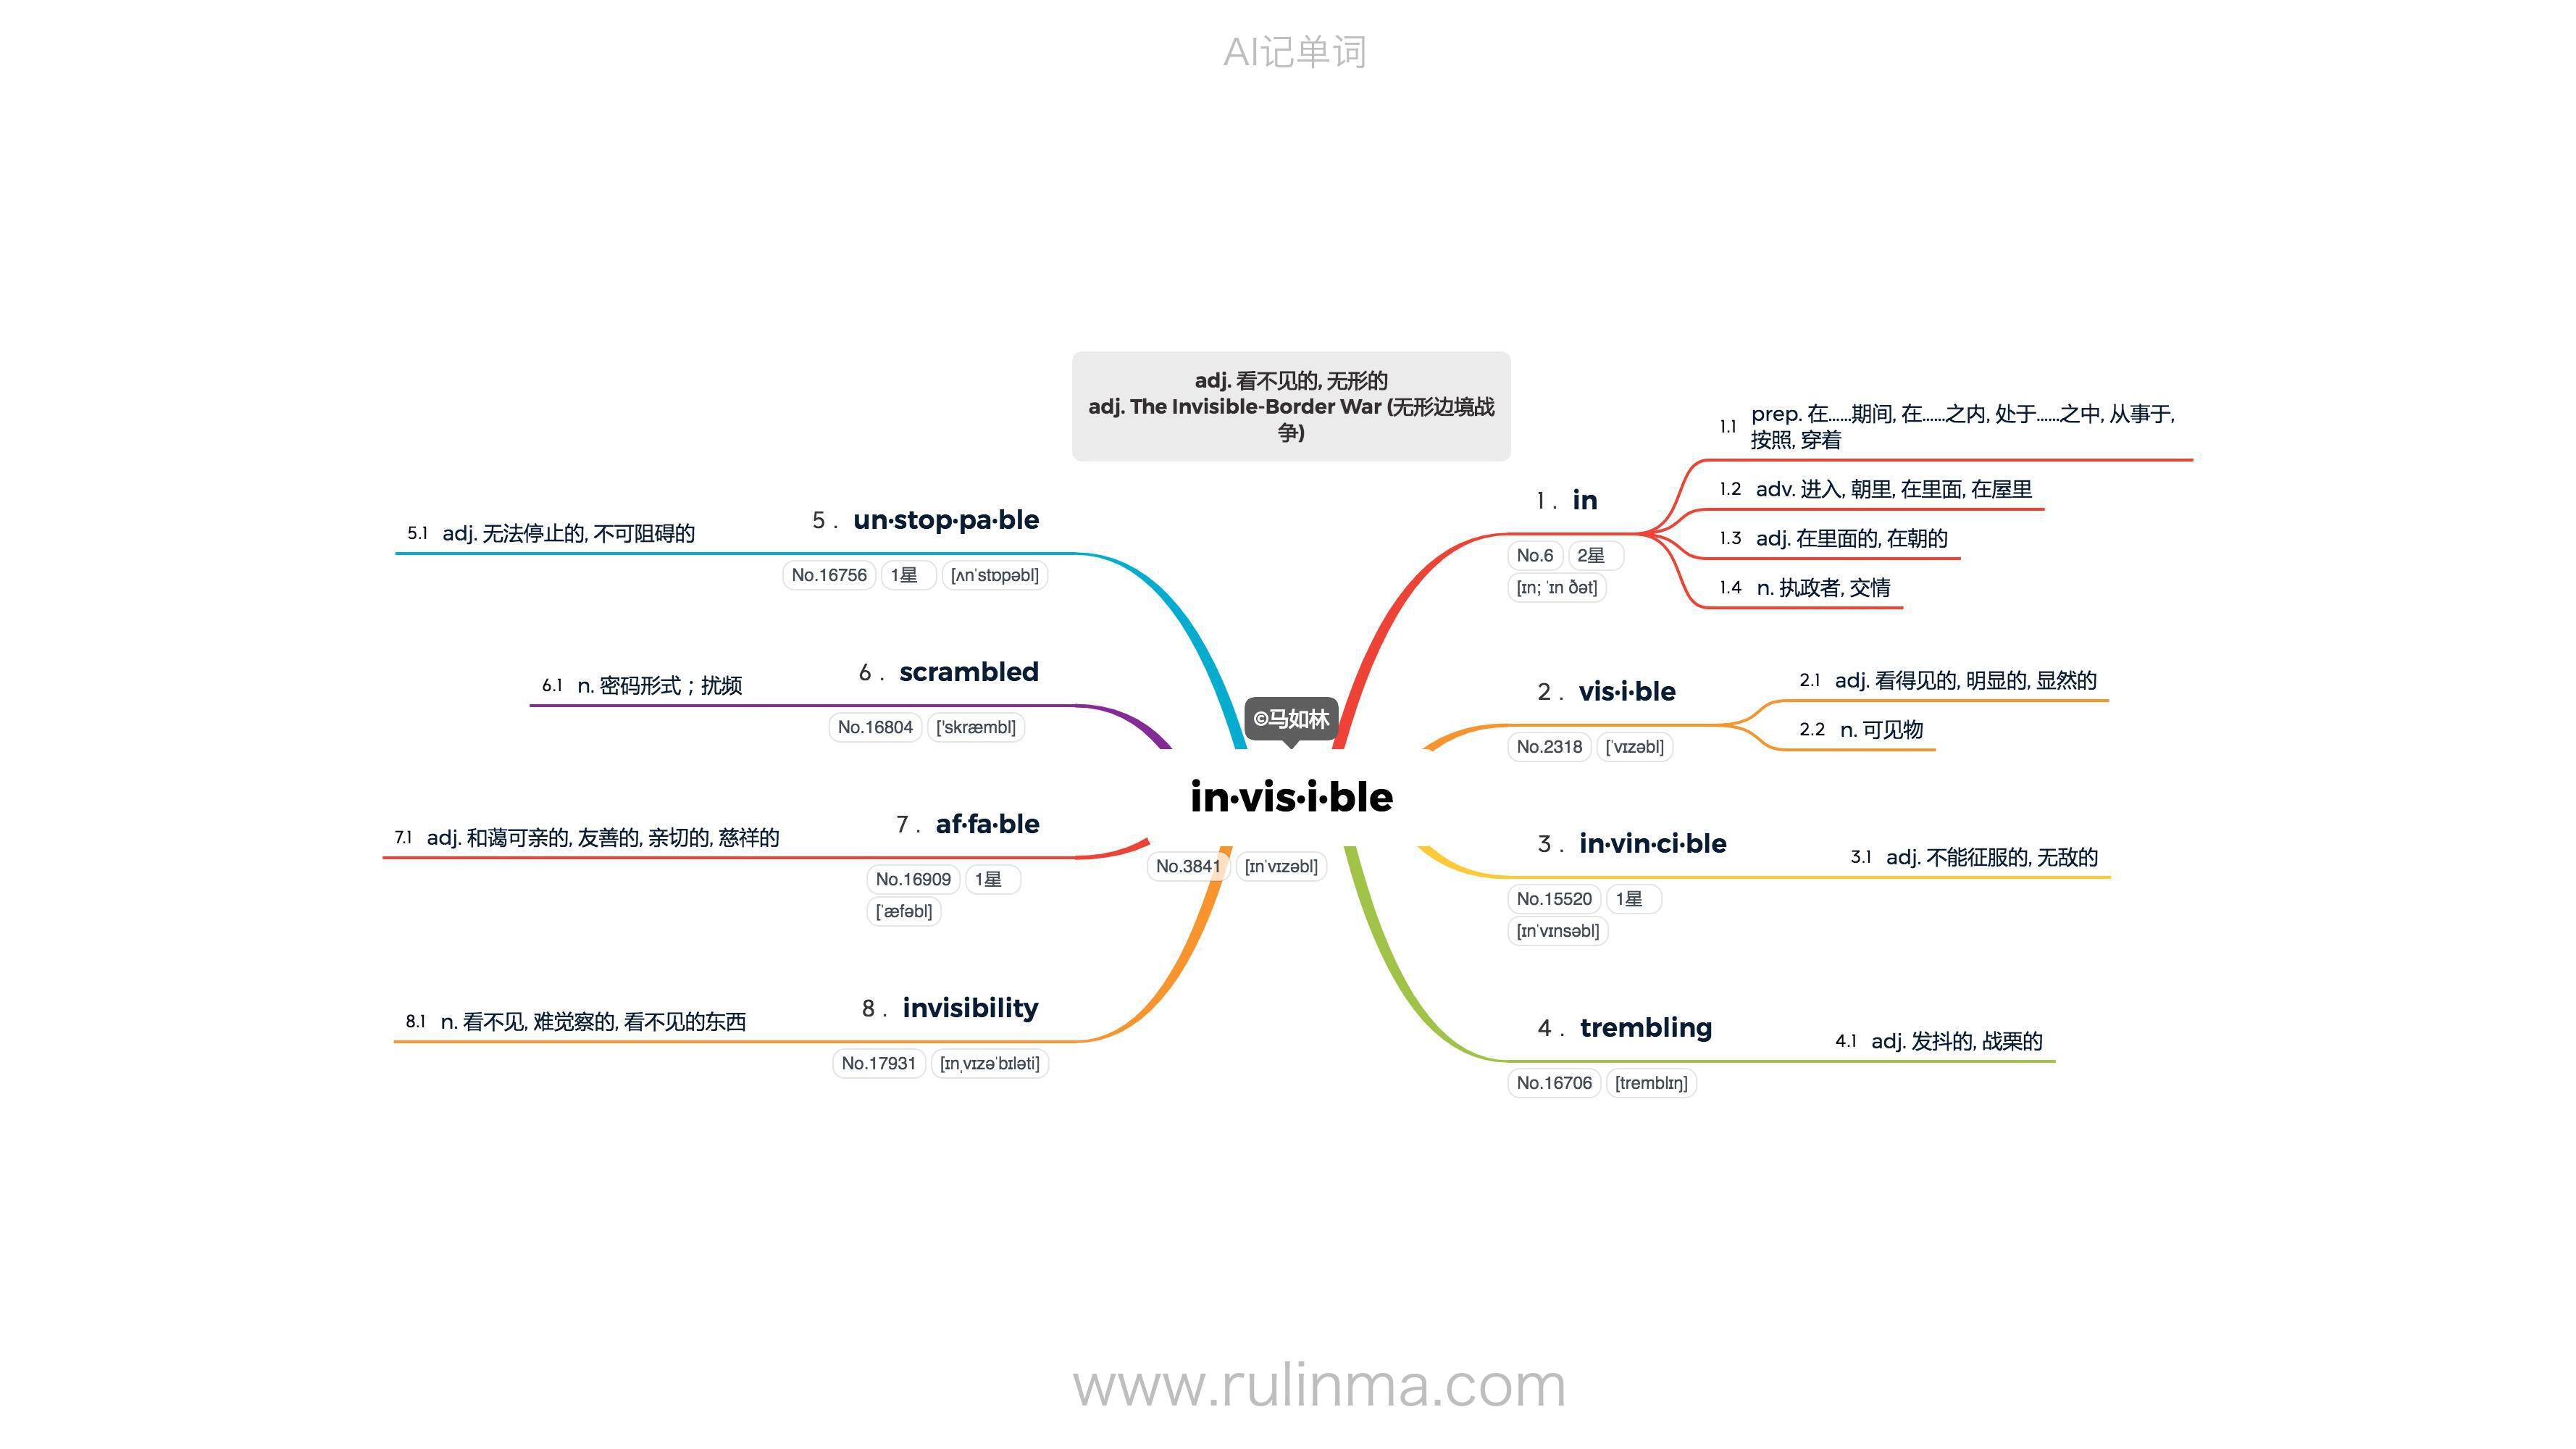 AI记单词
adj. 看不见的, 无形的
adj. The Invisible-Border War (无形边境战
争)
©马如林
in·vis·i·ble
No.3841 [ɪnˈvɪzəbl]
1 . in
No.6 2星
[ɪn; ˈɪn ðət]
1.1 prep. 在……期间, 在……之内, 处于……之中, 从事于,
按照, 穿着
1.2 adv. 进入, 朝里, 在里面, 在屋里
1.3 adj. 在里面的, 在朝的
1.4 n. 执政者, 交情
2 . vis·i·ble
No.2318 [ˈvɪzəbl]
2.1 adj. 看得见的, 明显的, 显然的
2.2 n. 可见物
3 . in·vin·ci·ble
No.15520 1星
[ɪnˈvɪnsəbl]
3.1 adj. 不能征服的, 无敌的
4 . trembling
No.16706 [tremblɪŋ]
4.1 adj. 发抖的, 战栗的
5 . un·stop·pa·ble
No.16756 1星 [ʌnˈstɒpəbl]
5.1 adj. 无法停止的, 不可阻碍的
6 . scrambled
No.16804 ['skræmbl]
6.1 n. 密码形式；扰频
7 . af·fa·ble
No.16909 1星
[ˈæfəbl]
7.1 adj. 和蔼可亲的, 友善的, 亲切的, 慈祥的
8 . invisibility
No.17931 [ɪnˌvɪzəˈbɪləti]
8.1 n. 看不见, 难觉察的, 看不见的东西
www.rulinma.com